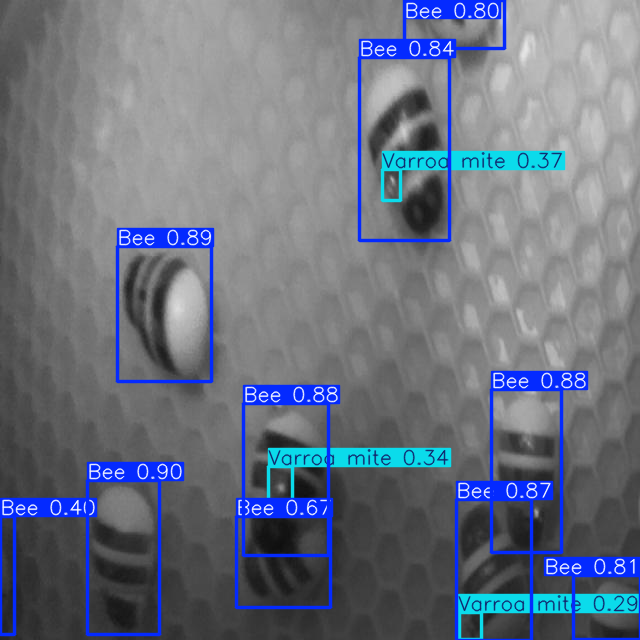 Bee 0.80
Bee 0.84
Varroa mite 0.37
Bee 0.89
Bee 0.88
Bee 0.88
Varroa mite 0.34
Bee 0.90
Bee 0.87
Bee 0.40
Bee 0.67
Bee 0.81
Varroa mite 0.29